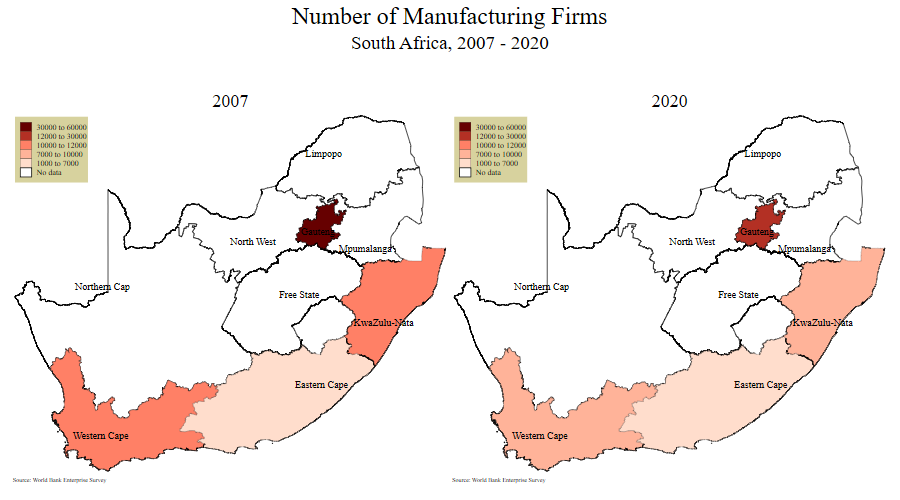 Number of Manufacturing Firms
South Africa, 2007 - 2020
2007
30000 to 60000
12000 to 30000
10000 to 12000
7000 to 10000
1000 to 7000
No data
Limpopo
Gauteng
North West
Mpumalanga
Northern Cap
Free State
KwaZulu-Nata
Eastern Cape
Western Cape
Source: World Bank Enterprise Survey
2020
30000 to 60000
12000 to 30000
10000 to 12000
7000 to 10000
1000 to 7000
No data
Limpopo
Gauteng
North West
Mpumalanga
Northern Cap
Free State
KwaZulu-Nata
Eastern Cape
Western Cape
Source: World Bank Enterprise Survey